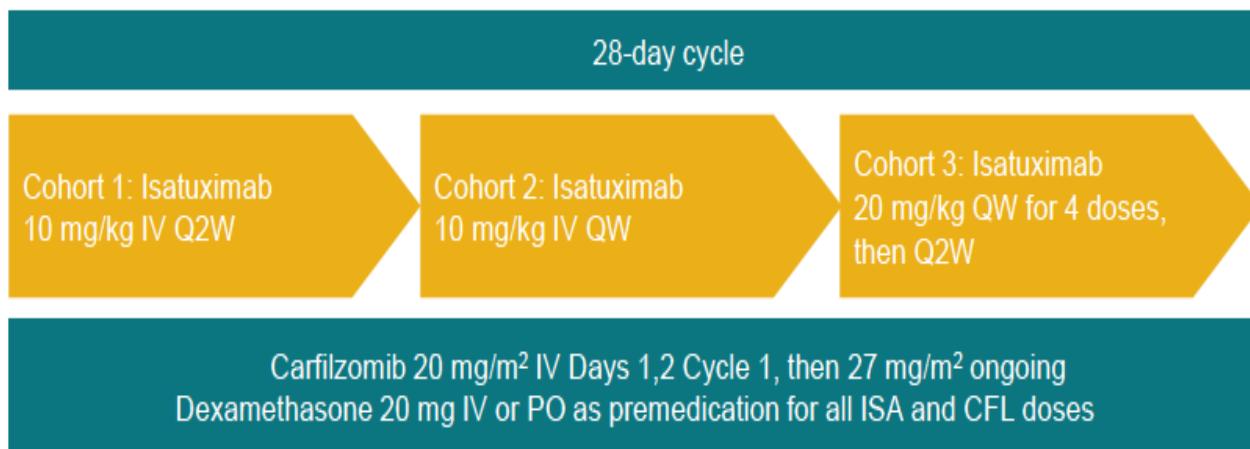 28-day cycle
Cohort 1: Isatuximab
10 mg/kg IV Q2W
Cohort 2: Isatuximab
10 mg/kg IV QW
Cohort 3: Isatuximab
20 mg/kg QW for 4 doses,
then Q2W
Carfilzomib 20 mg/m² IV Days 1,2 Cycle 1, then 27 mg/m² ongoing
Dexamethasone 20 mg IV or PO as premedication for all ISA and CFL doses